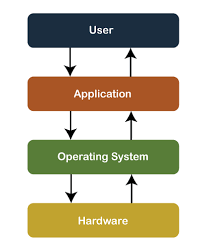 User
Application
Operating System
Hardware